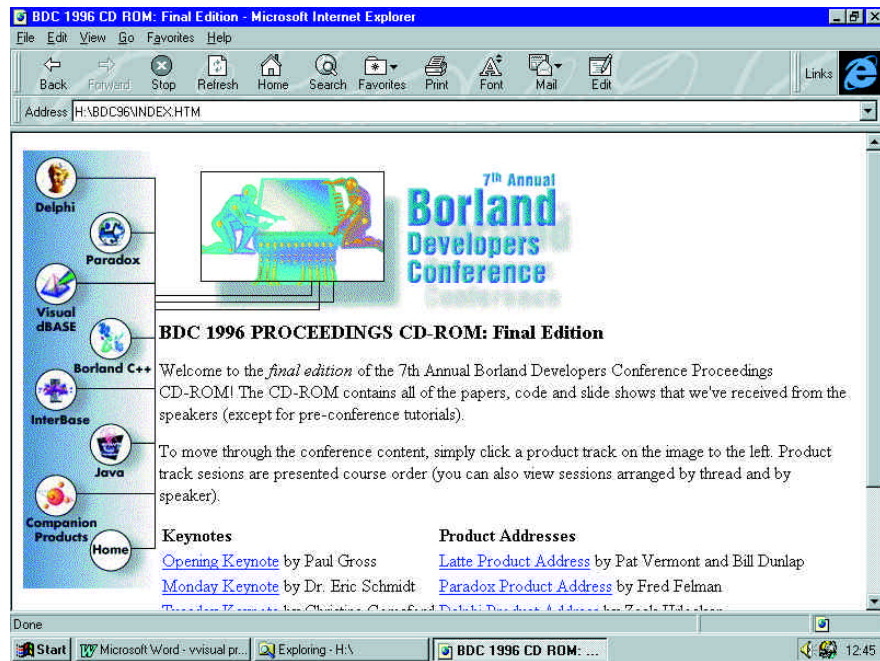 BDC 1996 CD ROM: Final Edition - Microsoft Internet Explorer
File Edit View Go Favorites Help
Back Forward Stop Refresh Home Search Favorites Print Font Mail Edit Links
Address H:\BDC96\INDEX.HTM
Delphi
Paradox
Visual
dBASE
Borland C++
InterBase
Java
Companion
Products
Home
7th Annual
Borland
Developers
Conference
BDC 1996 PROCEEDINGS CD-ROM: Final Edition
Welcome to the final edition of the 7th Annual Borland Developers Conference Proceedings
CD-ROM! The CD-ROM contains all of the papers, code and slide shows that we've received from the
speakers (except for pre-conference tutorials).
To move through the conference content, simply click a product track on the image to the left. Product
track sesions are presented course order (you can also view sessions arranged by thread and by
speaker).
Keynotes Product Addresses
Opening Keynote by Paul Gross Latte Product Address by Pat Vermont and Bill Dunlap
Monday Keynote by Dr. Eric Schmidt Paradox Product Address by Fred Felman
Done
Start Microsoft Word - vvisual pr... Exploring - H:\ BDC 1996 CD ROM: ... 12:45